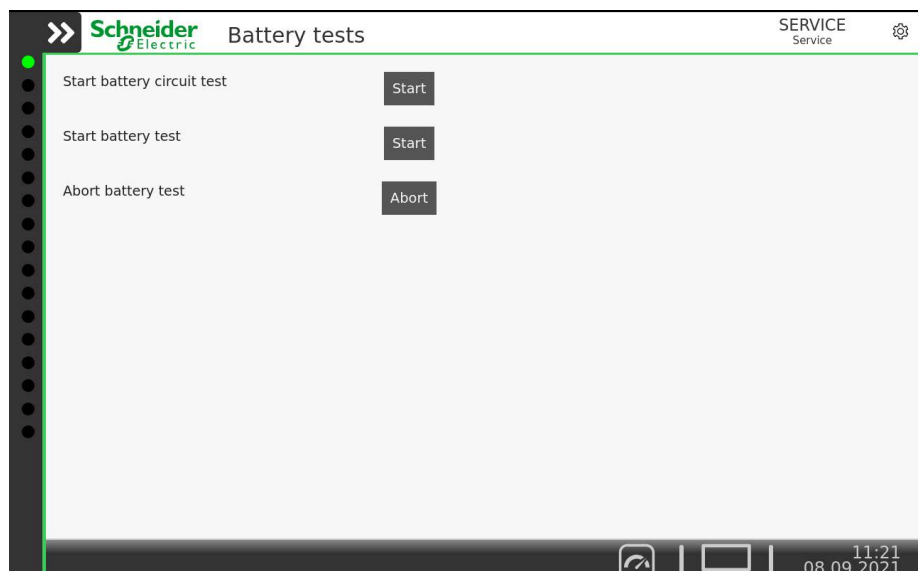 Schneider
Electric
Battery tests
SERVICE
Service
Start battery circuit test
Start
Start battery test
Start
Abort battery test
Abort
11:21
08.09.2021